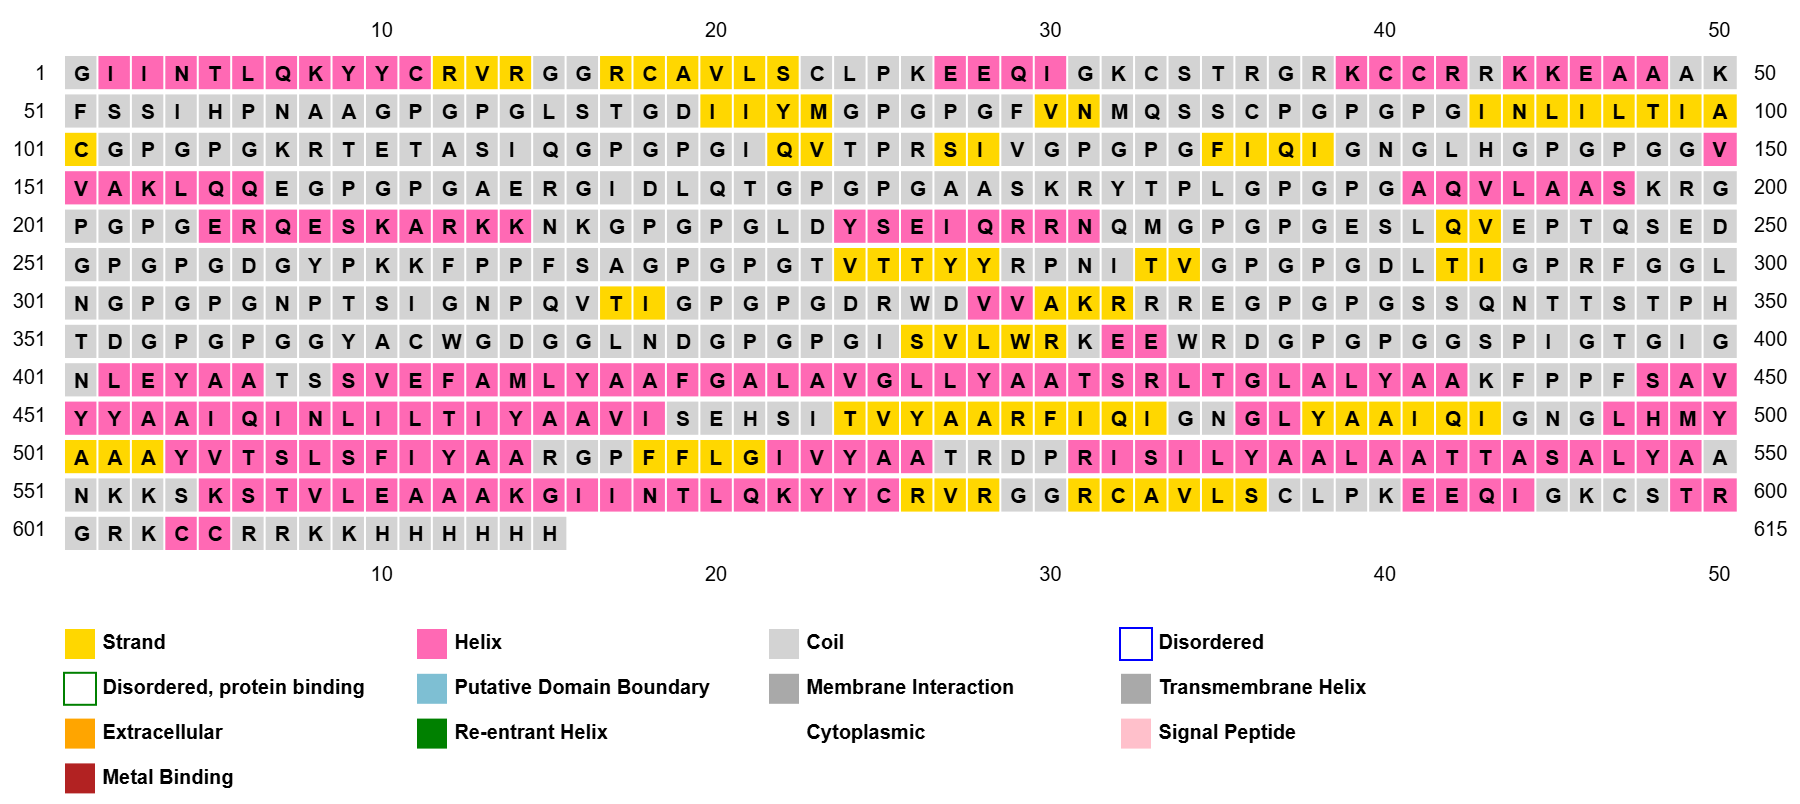 10 20 30 40 50
1 G I I N T L Q K Y Y C R V R G G R C A V L S C L P K E E Q I G K C S T R G R K C C R R K K E A A A K 50
51 F S S I H P N A A G P G P G L S T G D I I Y M G P G P G F V N M Q S S C P G P G P G I N L I L T I A 100
101 C G P G P G K R T E T A S I Q G P G P G I Q V T P R S I V G P G P G F I Q I G N G L H G P G P G G V 150
151 V A K L Q Q E G P G P G A E R G I D L Q T G P G P G A A S K R Y T P L G P G P G A Q V L A A S K R G 200
201 P G P G E R Q E S K A R K K N K G P G P G L D Y S E I Q R R N Q M G P G P G E S L Q V E P T Q S E D 250
251 G P G P G D G Y P K K F P P F S A G P G P G T V T T Y Y R P N I T V G P G P G D L T I G P R F G G L 300
301 N G P G P G N P T S I G N P Q V T I G P G P G D R W D V V A K R R R E G P G P G S S Q N T T S T P H 350
351 T D G P G P G G Y A C W G D G G L N D G P G P G I S V L W R K E E W R D G P G P G G S P I G T G I G 400
401 N L E Y A A T S S V E F A M L Y A A F G A L A V G L L Y A A T S R L T G L A L Y A A K F P P F S A V 450
451 Y Y A A I Q I N L I L T I Y A A V I S E H S I T V Y A A R F I Q I G N G L Y A A I Q I G N G L H M Y 500
501 A A A Y V T S L S F I Y A A R G P F F L G I V Y A A T R D P R I S I L Y A A L A A T T A S A L Y A A 550
551 N K K S K S T V L E A A A K G I I N T L Q K Y Y C R V R G G R C A V L S C L P K E E Q I G K C S T R 600
601 G R K C C R R K K H H H H H H 615
10 20 30 40 50
Strand Helix Coil Disordered
Disordered, protein binding Putative Domain Boundary Membrane Interaction Transmembrane Helix
Extracellular Re-entrant Helix Cytoplasmic Signal Peptide
Metal Binding